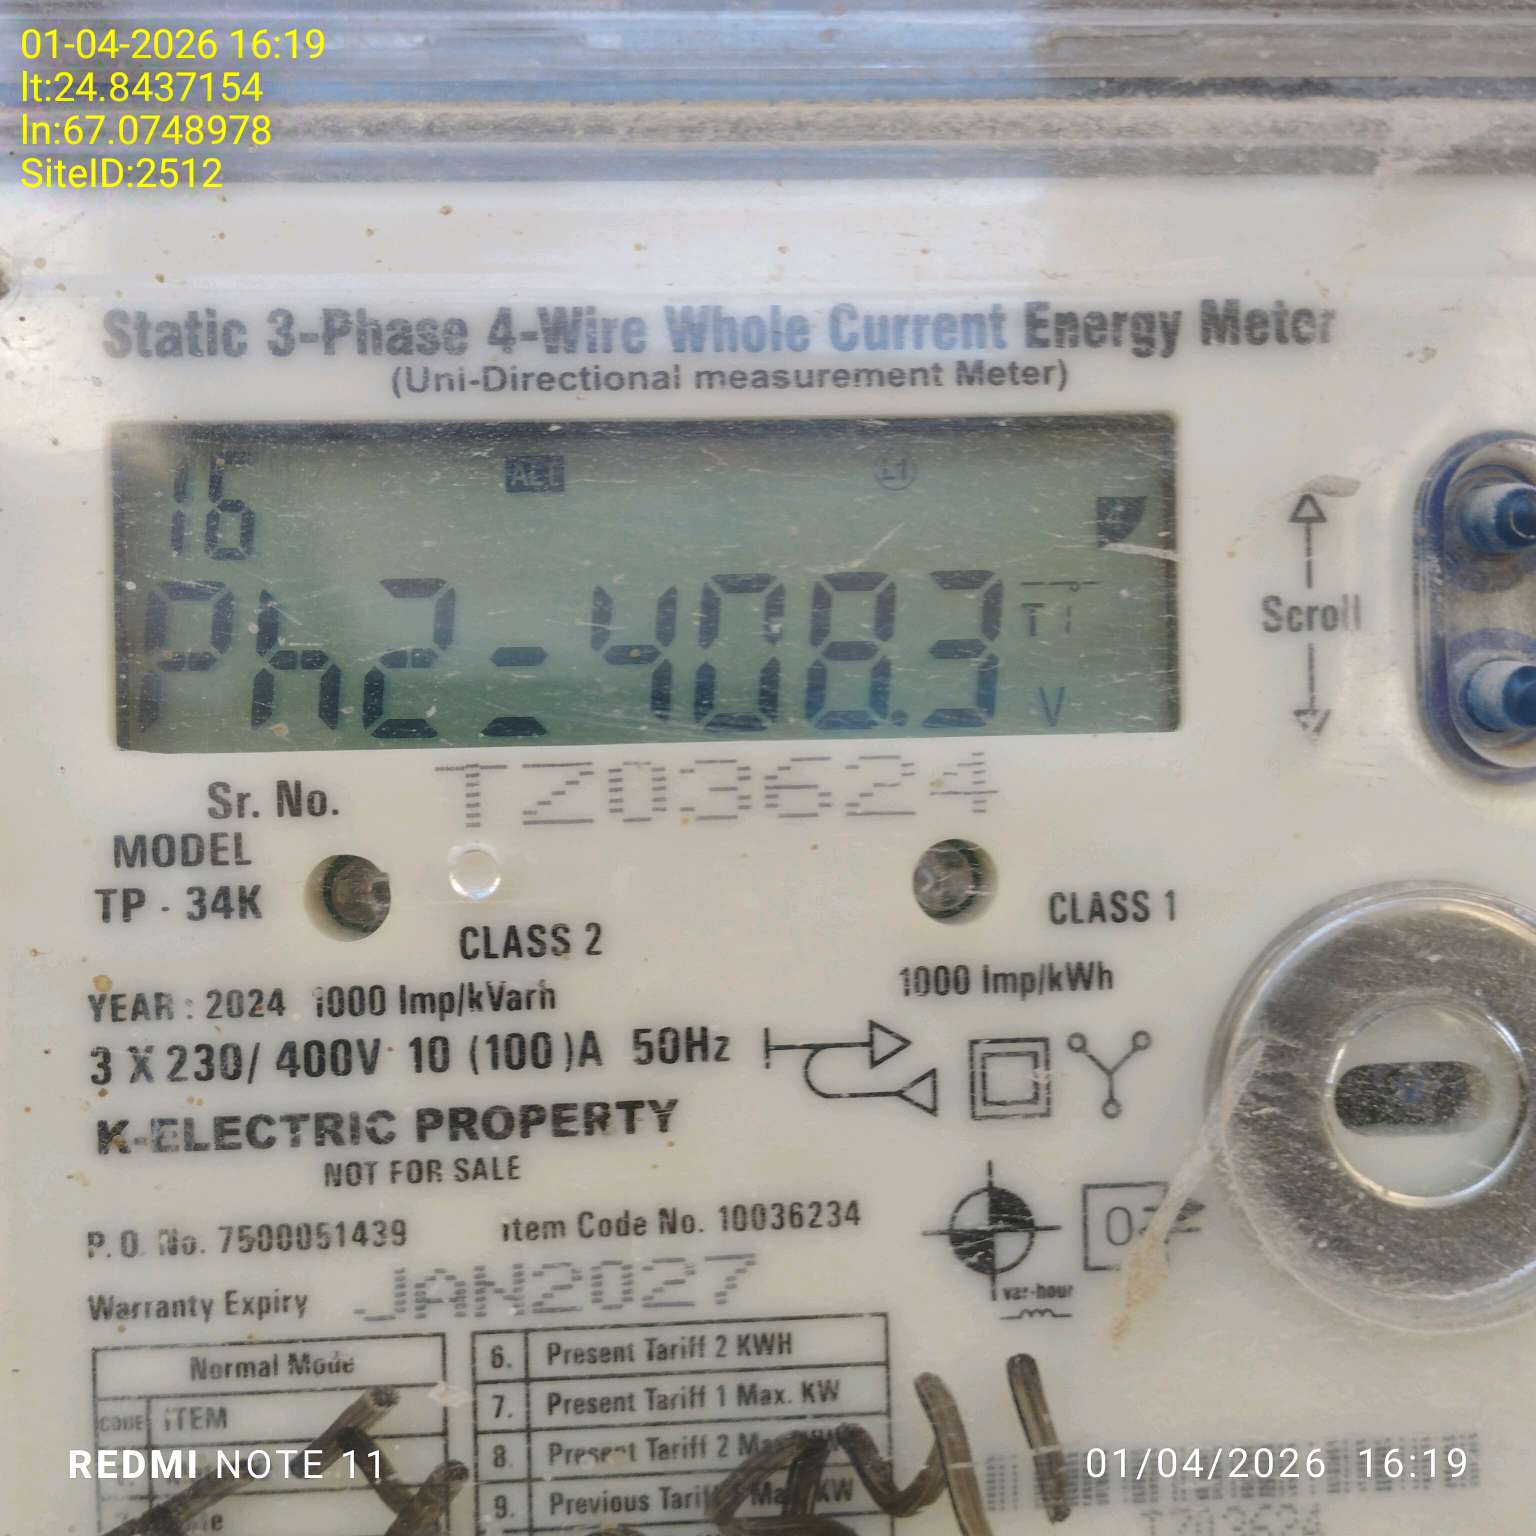 01-04-2026 16:19
lt:24.8437154
ln:67.0748978
SiteID:2512
Static 3-Phase 4-Wire Whole Current Energy Meter
(Uni-Directional measurement Meter)
16 ALT L1
Ph2=408.3 T1 V
Scroll
Sr. No. TZ03624
MODEL
TP - 34K
CLASS 2
CLASS 1
YEAR : 2024 1000 Imp/kVarh
1000 Imp/kWh
3 X 230/ 400V 10 (100)A 50Hz
K-ELECTRIC PROPERTY
NOT FOR SALE
P.O. No. 7500051439
Item Code No. 10036234
var-hour
Warranty Expiry JAN2027
Normal Mode
CODE ITEM
6. Present Tariff 2 KWH
7. Present Tariff 1 Max. KW
8. Present Tariff 2
9. Previous KW
REDMI NOTE 11
01/04/2026 16:19
TZ03624